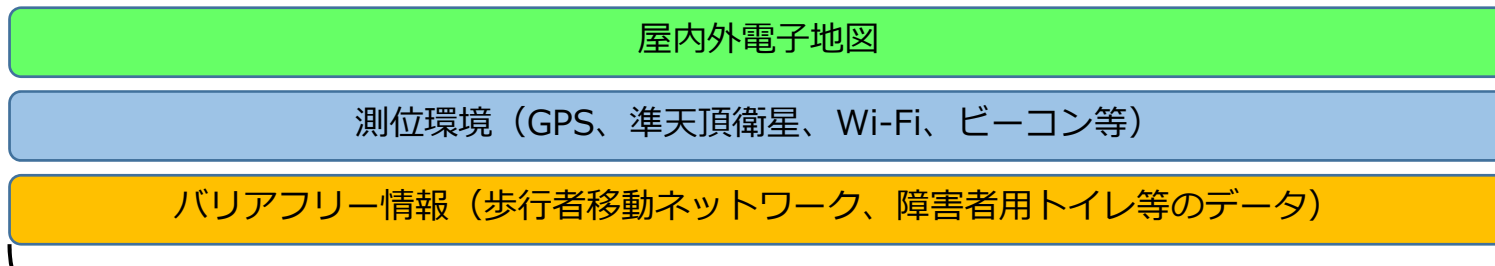 屋内外電子地図
測位環境（GPS、準天頂衛星、Wi-Fi、ビーコン等）
バリアフリー情報（歩行者移動ネットワーク、障害者用トイレ等のデータ）